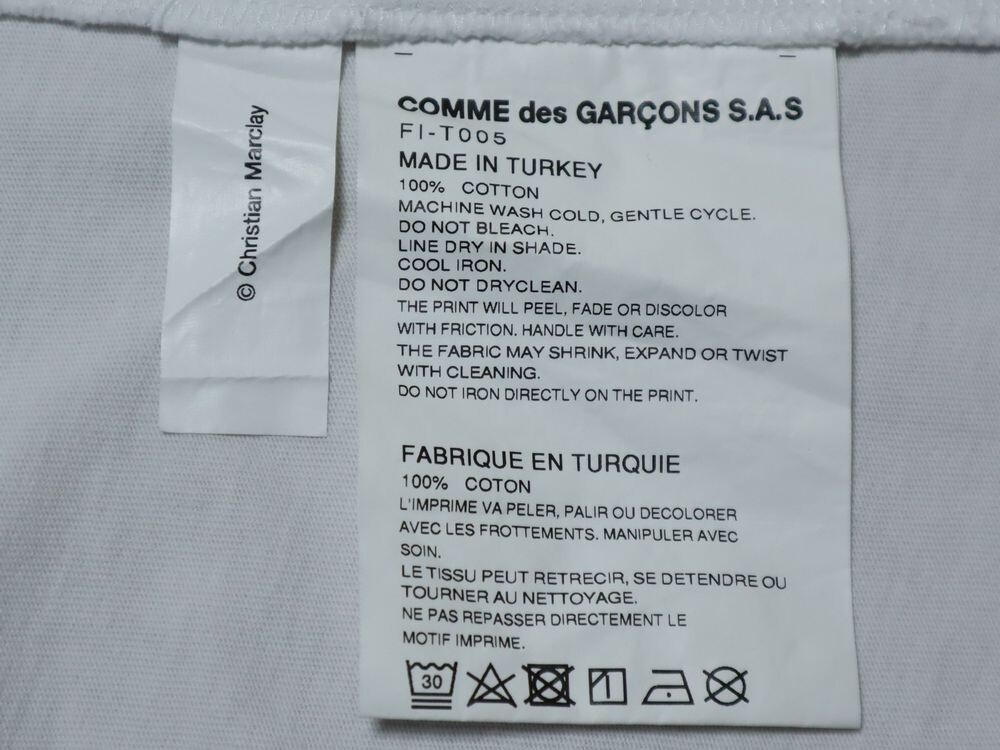 © Christian Marclay
COMME des GARÇONS S.A.S
FI-T005
MADE IN TURKEY
100% COTTON
MACHINE WASH COLD, GENTLE CYCLE.
DO NOT BLEACH.
LINE DRY IN SHADE.
COOL IRON.
DO NOT DRYCLEAN.
THE PRINT WILL PEEL, FADE OR DISCOLOR
WITH FRICTION. HANDLE WITH CARE.
THE FABRIC MAY SHRINK, EXPAND OR TWIST
WITH CLEANING.
DO NOT IRON DIRECTLY ON THE PRINT.
FABRIQUE EN TURQUIE
100% COTON
L'IMPRIME VA PELER, PALIR OU DECOLORER
AVEC LES FROTTEMENTS. MANIPULER AVEC
SOIN.
LE TISSU PEUT RETRECIR, SE DETENDRE OU
TOURNER AU NETTOYAGE.
NE PAS REPASSER DIRECTEMENT LE
MOTIF IMPRIME.
30